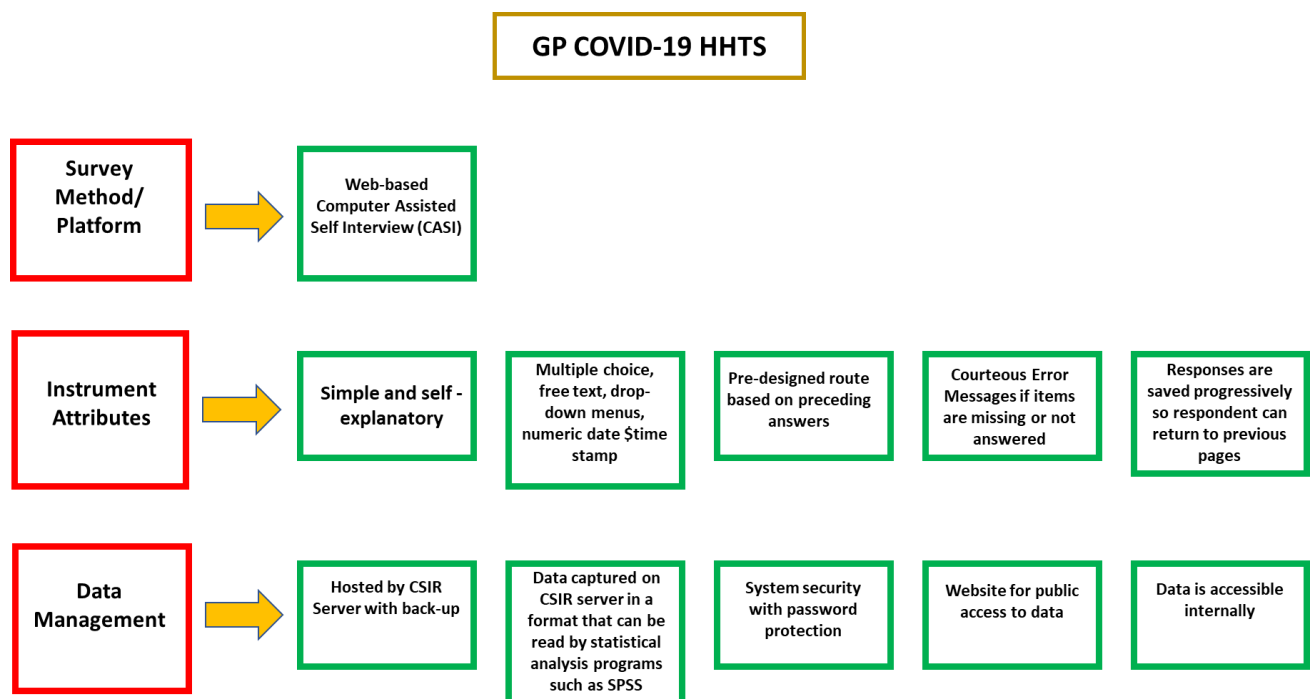 GP COVID-19 HHTS
Survey
Method/
Platform
Web-based
Computer Assisted
Self Interview (CASI)
Instrument
Attributes
Simple and self -
explanatory
Multiple choice,
free text, drop-
down menus,
numeric date $time
stamp
Pre-designed route
based on preceding
answers
Courteous Error
Messages if items
are missing or not
answered
Responses are
saved progressively
so respondent can
return to previous
pages
Data
Management
Hosted by CSIR
Server with back-up
Data captured on
CSIR server in a
format that can be
read by statistical
analysis programs
such as SPSS
System security
with password
protection
Website for public
access to data
Data is accessible
internally